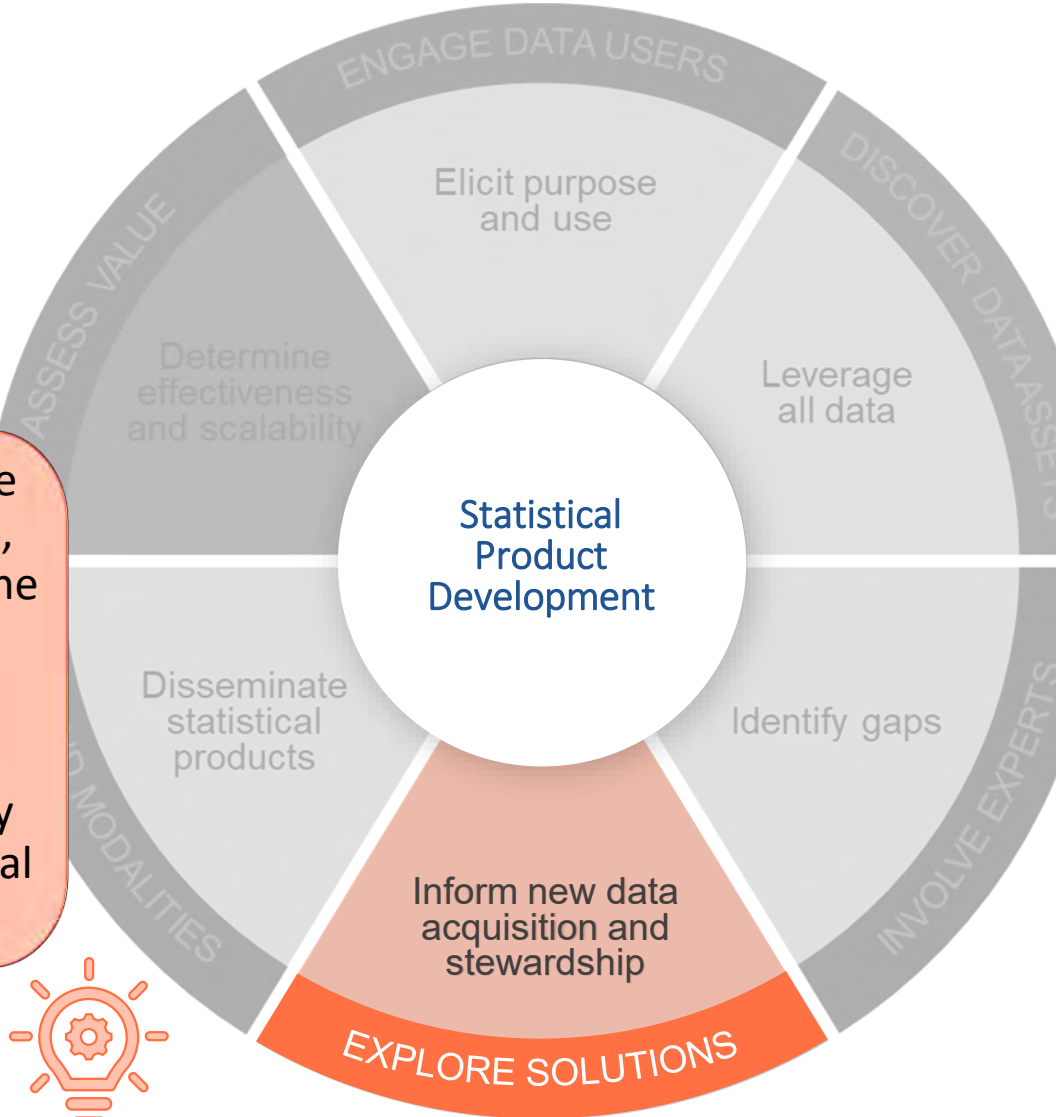 ENGAGE DATA USERS
Elicit purpose
and use
DISCOVER DATA ASSETS
Leverage
all data
INVOLVE EXPERTS
Identify gaps
EXPLORE SOLUTIONS
Inform new data
acquisition and
stewardship
MODALITIES
Disseminate
statistical
products
ASSESS VALUE
Determine
effectiveness
and scalability
Statistical
Product
Development